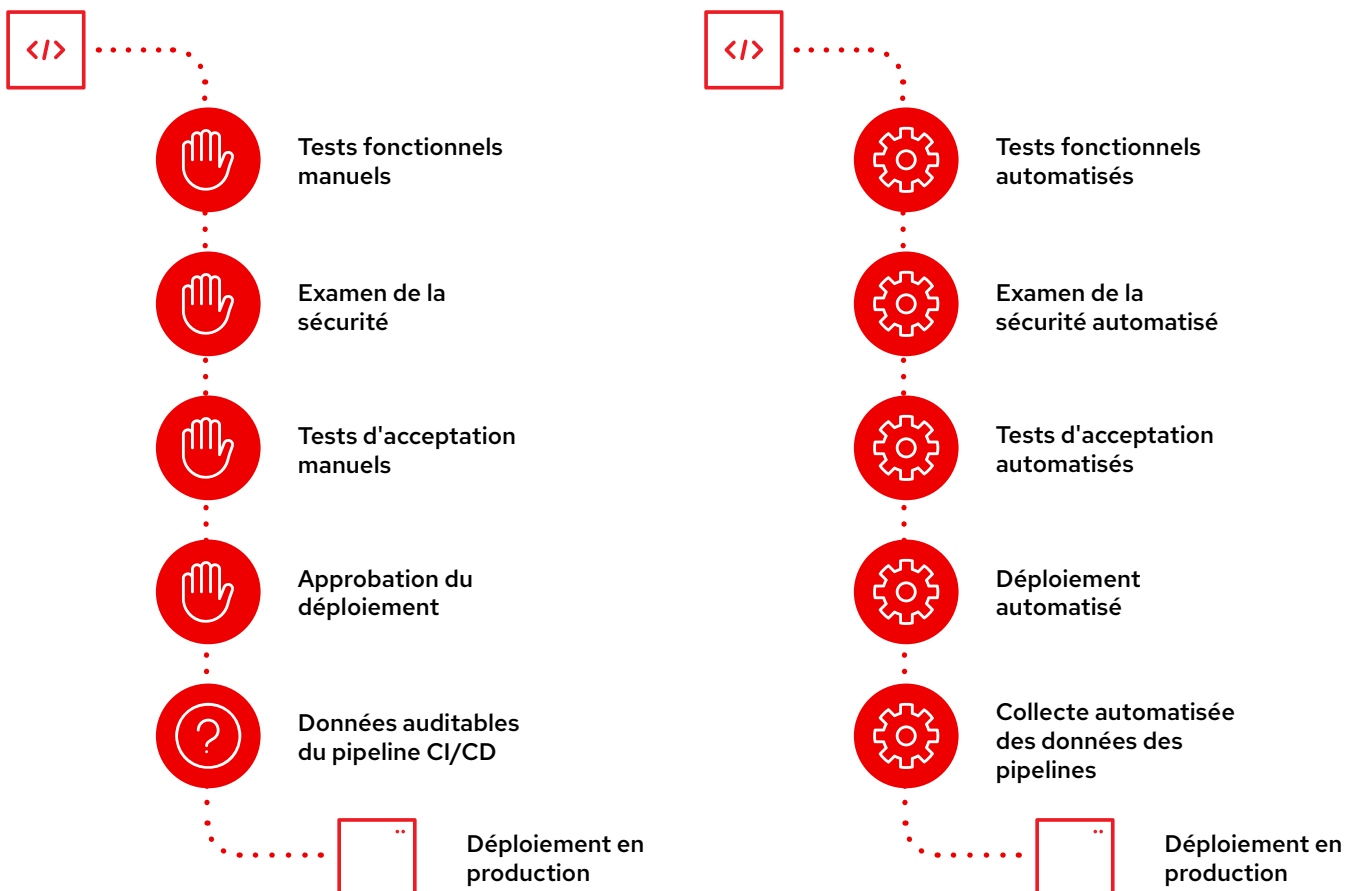 </>
Tests fonctionnels
manuels
Examen de la
sécurité
Tests d'acceptation
manuels
Approbation du
déploiement
?
Données auditables
du pipeline CI/CD
Déploiement en
production
</>
Tests fonctionnels
automatisés
Examen de la
sécurité automatisé
Tests d'acceptation
automatisés
Déploiement
automatisé
Collecte automatisée
des données des
pipelines
Déploiement en
production